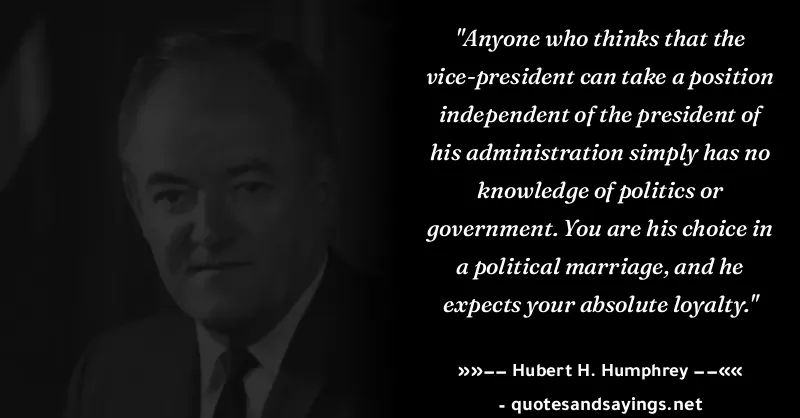 "Anyone who thinks that the
vice-president can take a position
independent of the president of
his administration simply has no
knowledge of politics or
government. You are his choice in
a political marriage, and he
expects your absolute loyalty."
»»–– Hubert H. Humphrey ––««
- quotesandsayings.net